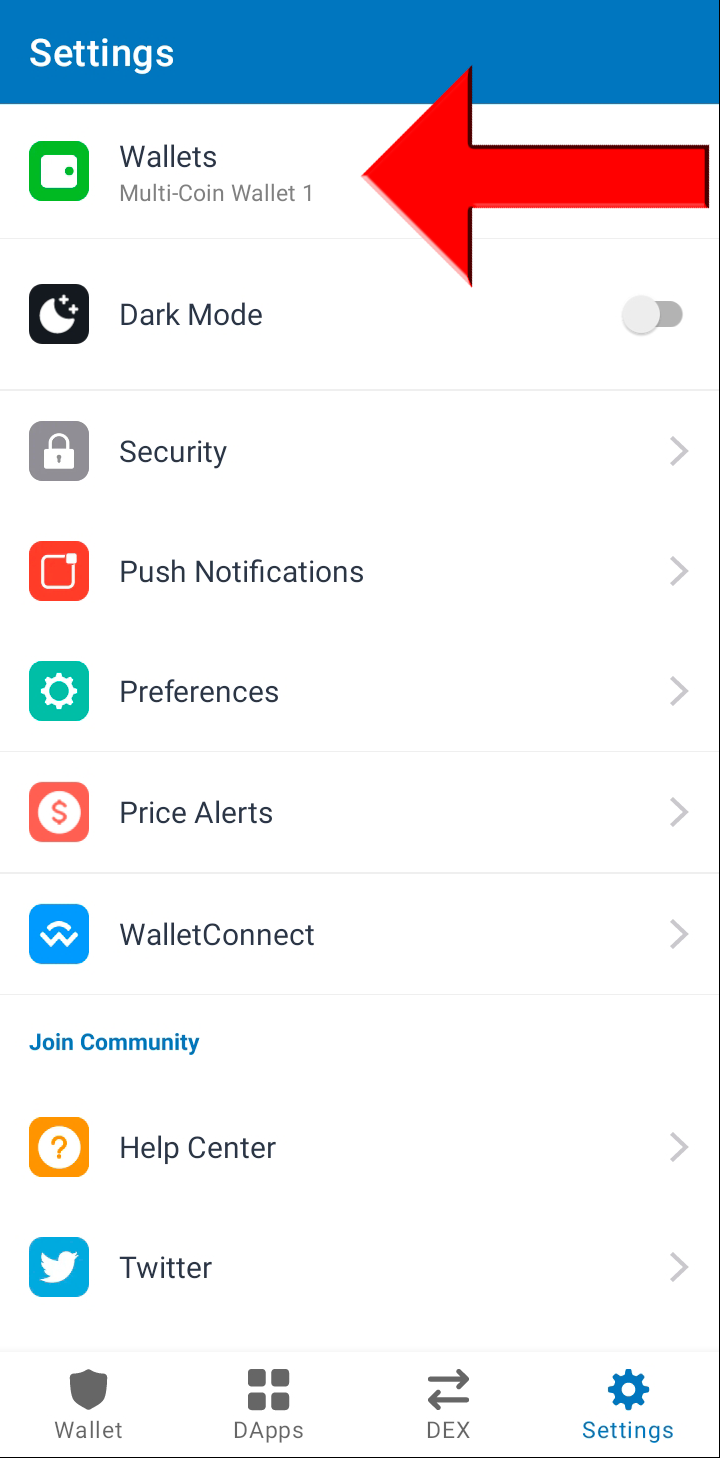 Settings
Wallets
Multi-Coin Wallet 1
Dark Mode
Security
Push Notifications
Preferences
$
Price Alerts
WalletConnect
Join Community
?
Help Center
Twitter
Wallet
DApps
DEX
Settings